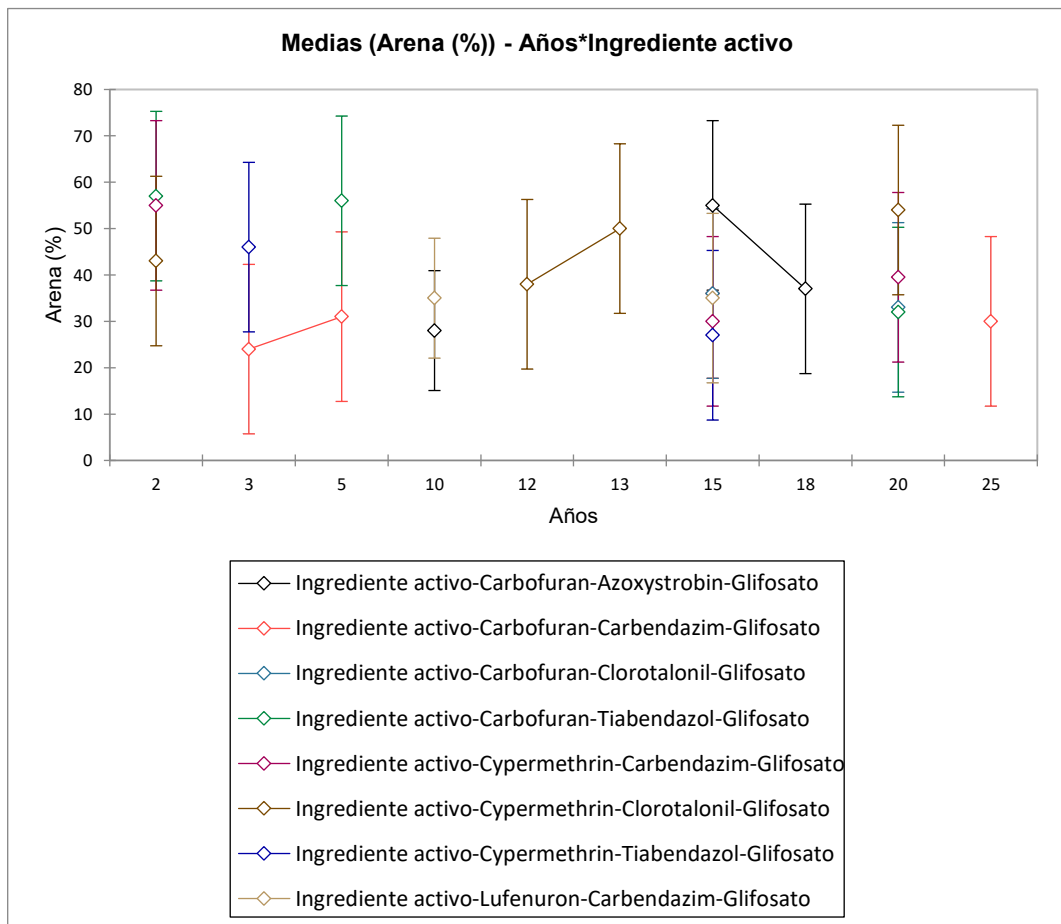 Medias (Arena (%)) - Años*Ingrediente activo
80
70
60
50
40
30
20
10
0
Arena (%)
2 3 5 10 12 13 15 18 20 25
Años
Ingrediente activo-Carbofuran-Azoxystrobin-Glifosato
Ingrediente activo-Carbofuran-Carbendazim-Glifosato
Ingrediente activo-Carbofuran-Clorotalonil-Glifosato
Ingrediente activo-Carbofuran-Tiabendazol-Glifosato
Ingrediente activo-Cypermethrin-Carbendazim-Glifosato
Ingrediente activo-Cypermethrin-Clorotalonil-Glifosato
Ingrediente activo-Cypermethrin-Tiabendazol-Glifosato
Ingrediente activo-Lufenuron-Carbendazim-Glifosato